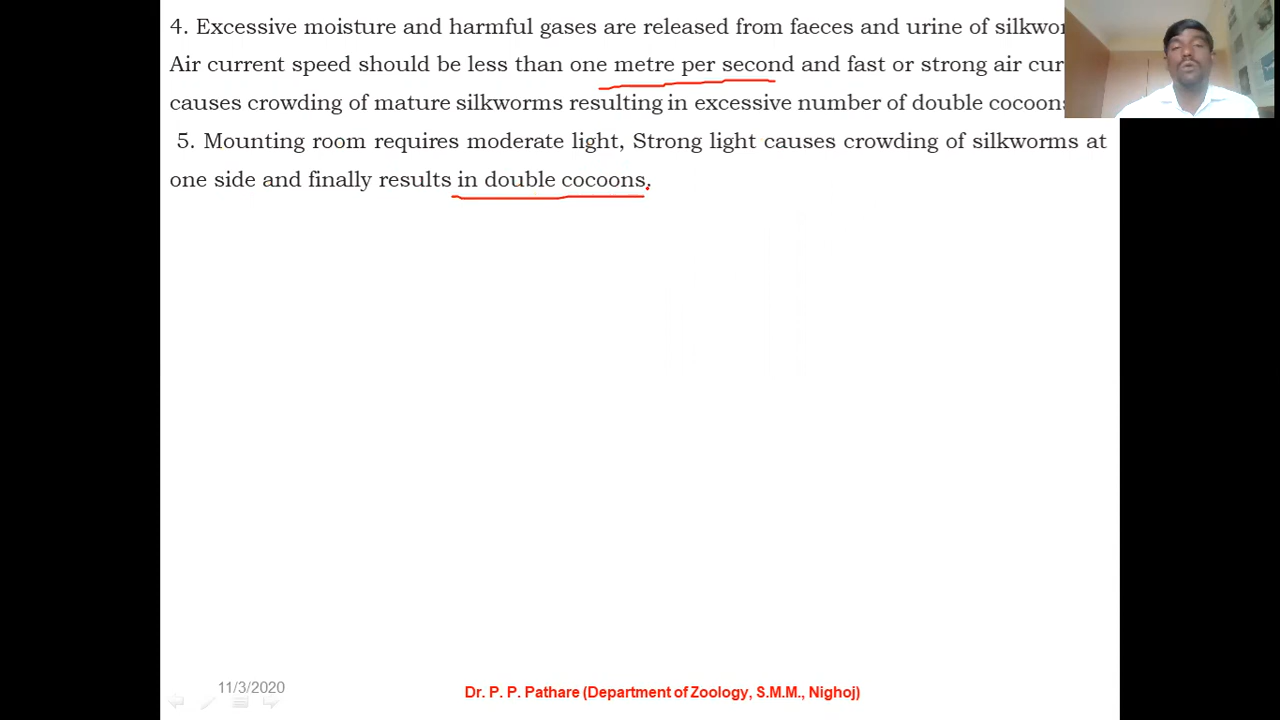 4. Excessive moisture and harmful gases are released from faeces and urine of
Air current speed should be less than one metre per second and fast or strong air
causes crowding of mature silkworms resulting in excessive number of double cocoons
5. Mounting room requires moderate light, Strong light causes crowding of silkworms at
one side and finally results in double cocoons.
11/3/2020
Dr. P. P. Pathare (Department of Zoology, S.M.M., Nighoj)